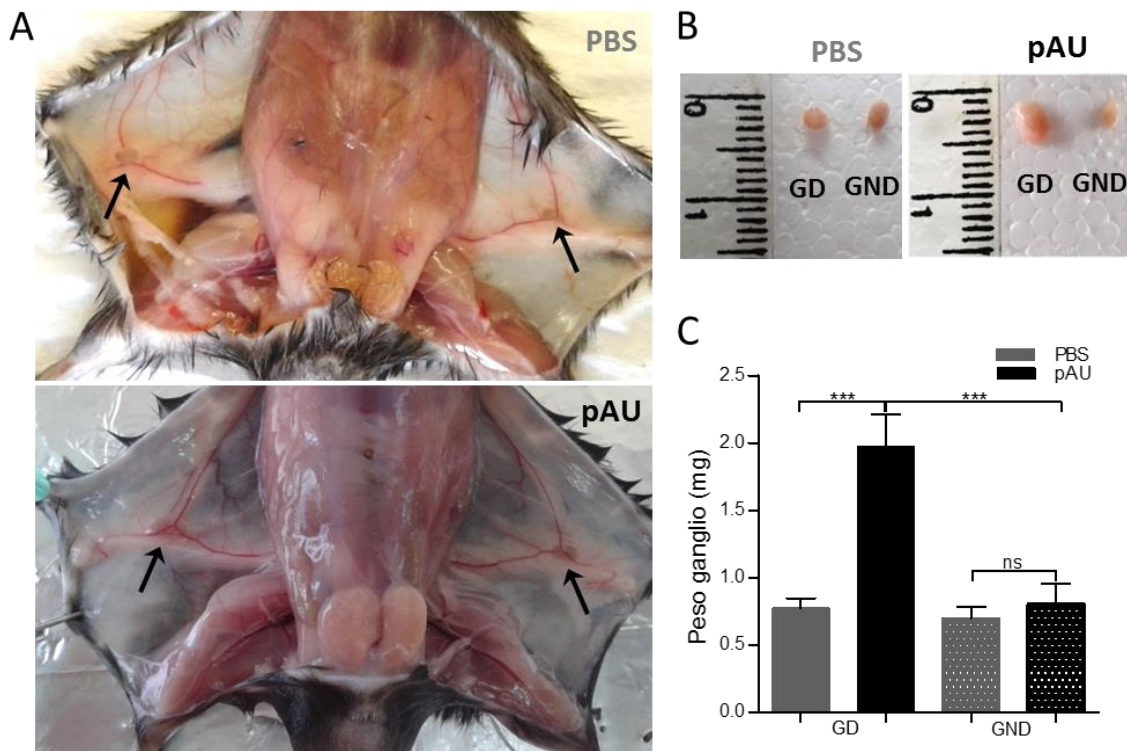 A
PBS
pAU
B
PBS
pAU
0
1
GD
GND
0
1
GD
GND
C
PBS
pAU
Peso ganglio (mg)
2.5
2.0
1.5
1.0
0.5
0.0
***
***
ns
GD
GND